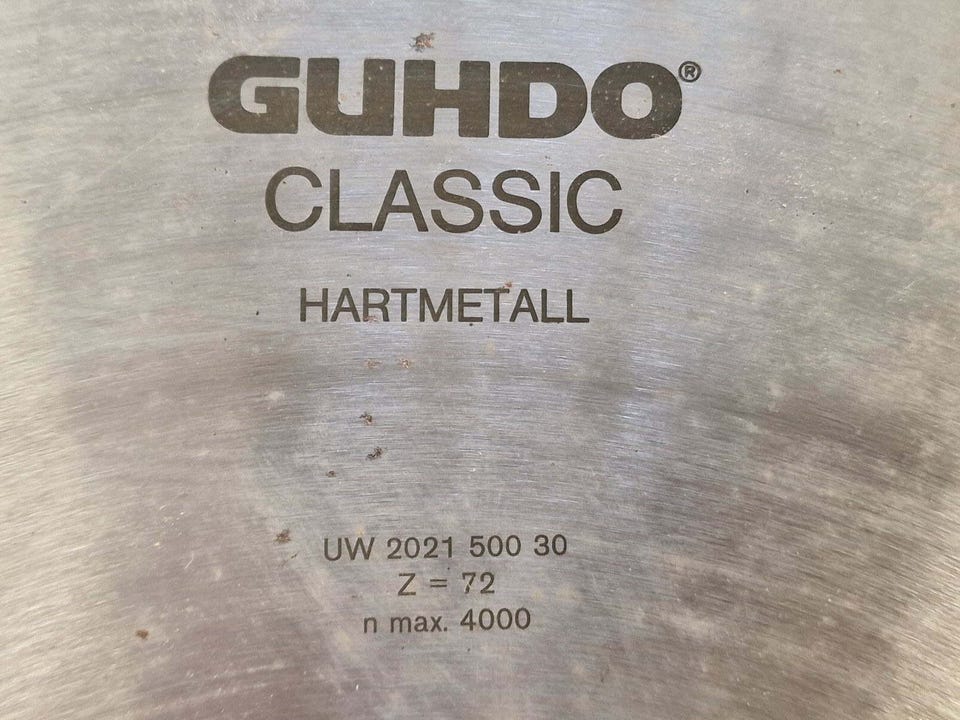 GUHDO®
CLASSIC
HARTMETALL
UW 2021 500 30
Z = 72
n max. 4000